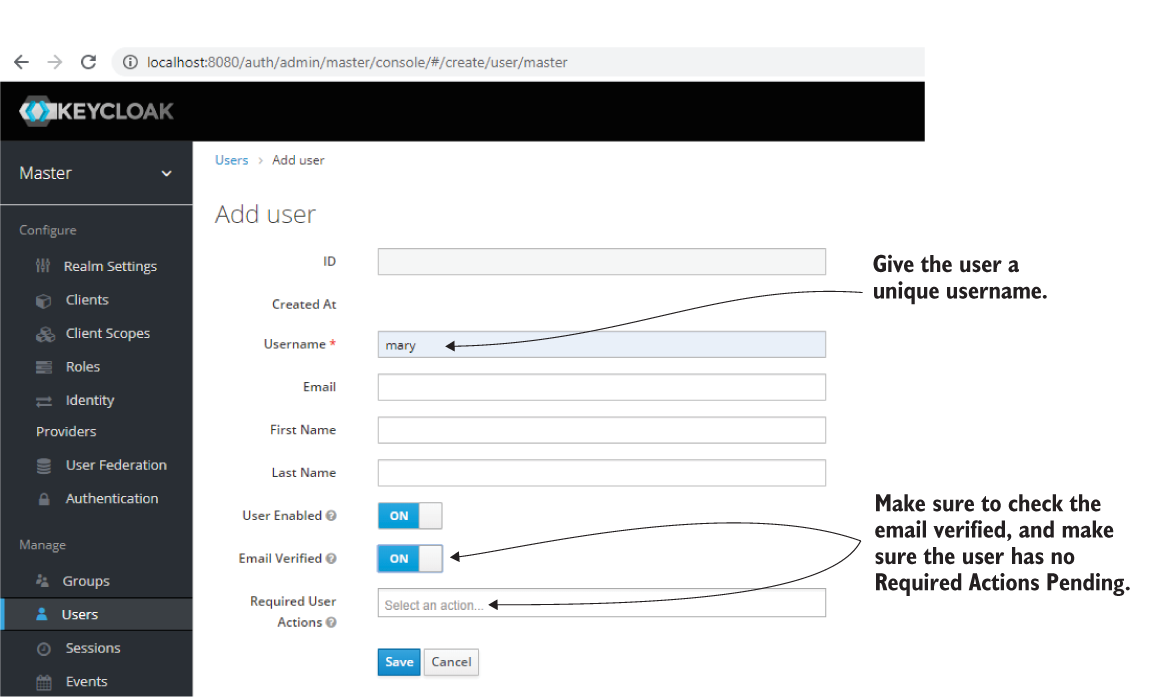 localhost:8080/auth/admin/master/console/#/create/user/master
KEYCLOAK
Master
Configure
Realm Settings
Clients
Client Scopes
Roles
Identity
Providers
User Federation
Authentication
Manage
Groups
Users
Sessions
Events
Users > Add user
Add user
ID
Created At
Username *
mary
Email
First Name
Last Name
User Enabled
ON
Email Verified
ON
Required User
Actions
Select an action...
Save
Cancel
Give the user a
unique username.
Make sure to check the
email verified, and make
sure the user has no
Required Actions Pending.